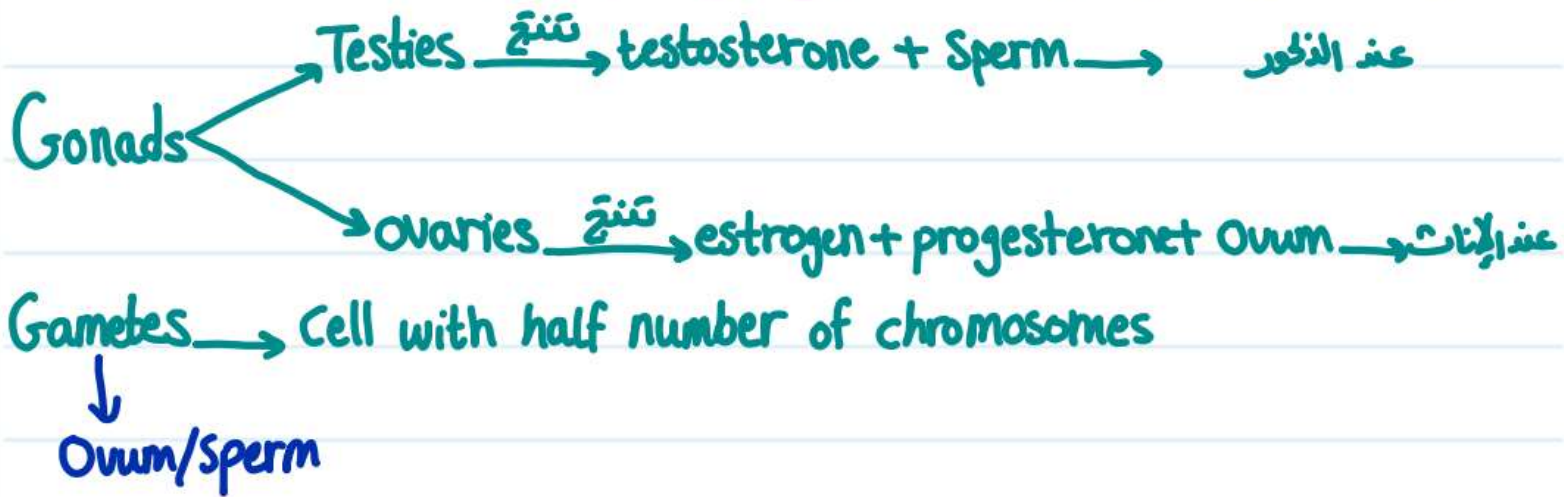 Testies تنتج → testosterone + Sperm → عند الذكور
Gonads
ovaries تنتج → estrogen + progesterone+ Ovum → عند الإناث
Gametes → Cell with half number of chromosomes
Ovum/sperm